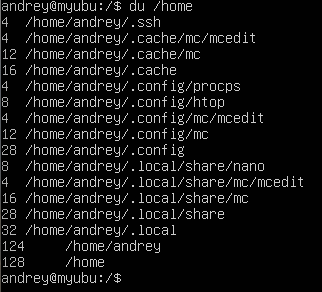 andrey@myubu:/$ du /home
4 /home/andrey/.ssh
4 /home/andrey/.cache/mc/mcedit
12 /home/andrey/.cache/mc
16 /home/andrey/.cache
4 /home/andrey/.config/procps
8 /home/andrey/.config/htop
4 /home/andrey/.config/mc/mcedit
12 /home/andrey/.config/mc
28 /home/andrey/.config
8 /home/andrey/.local/share/nano
4 /home/andrey/.local/share/mc/mcedit
16 /home/andrey/.local/share/mc
28 /home/andrey/.local/share
32 /home/andrey/.local
124 /home/andrey
128 /home
andrey@myubu:/$